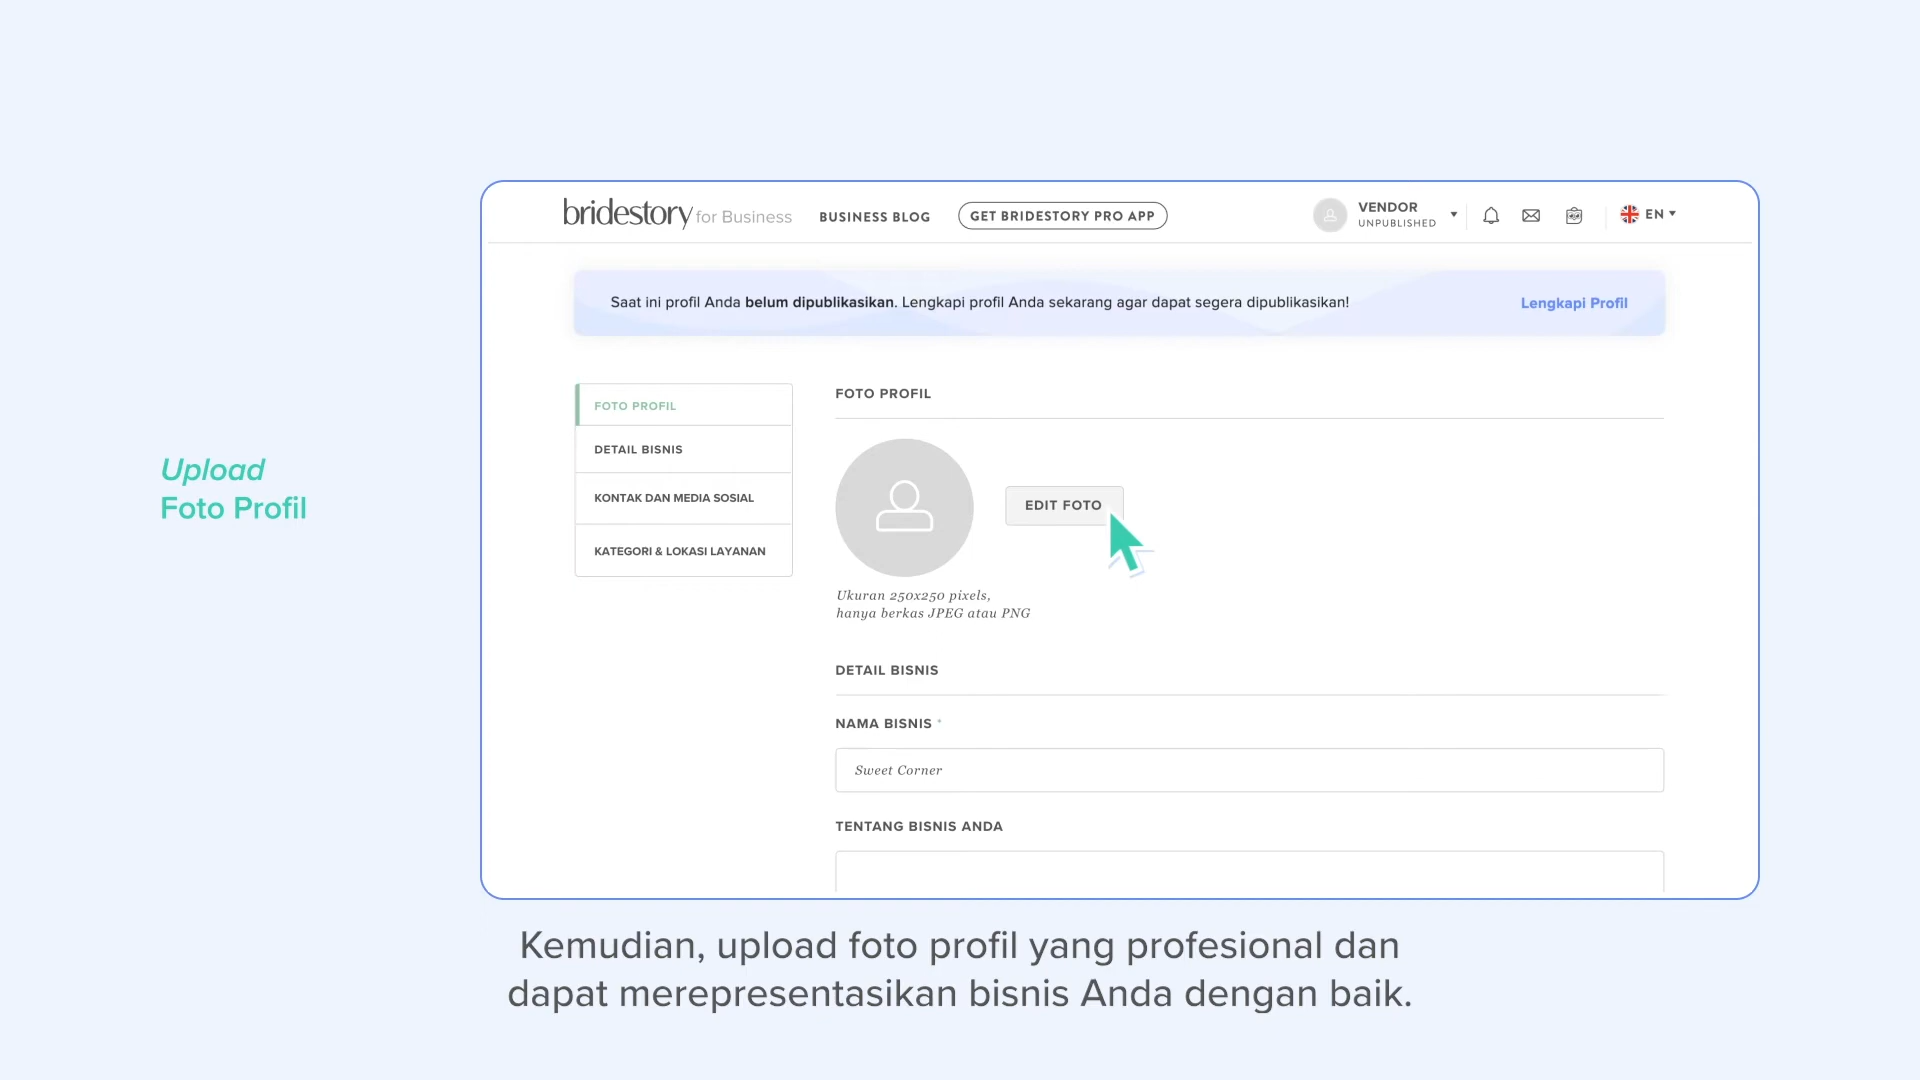 bridestory for Business
BUSINESS BLOG
GET BRIDESTORY PRO APP
VENDOR
UNPUBLISHED
EN
Saat ini profil Anda belum dipublikasikan. Lengkapi profil Anda sekarang agar dapat segera dipublikasikan!
Lengkapi Profil
Upload
Foto Profil
FOTO PROFIL
DETAIL BISNIS
KONTAK DAN MEDIA SOSIAL
KATEGORI & LOKASI LAYANAN
FOTO PROFIL
EDIT FOTO
Ukuran 250x250 pixels,
hanya berkas JPEG atau PNG
DETAIL BISNIS
NAMA BISNIS *
Sweet Corner
TENTANG BISNIS ANDA
Kemudian, upload foto profil yang profesional dan
dapat merepresentasikan bisnis Anda dengan baik.